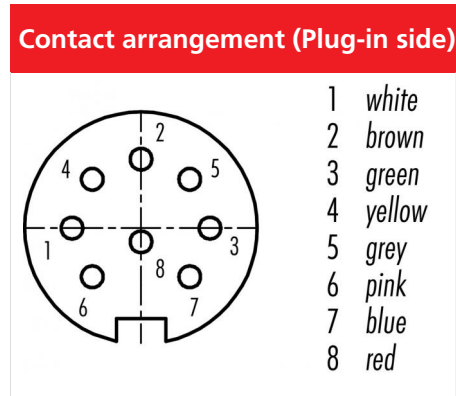 Contact arrangement (Plug-in side)
2
4
5
1
3
8
6
7
1 white
2 brown
3 green
4 yellow
5 grey
6 pink
7 blue
8 red